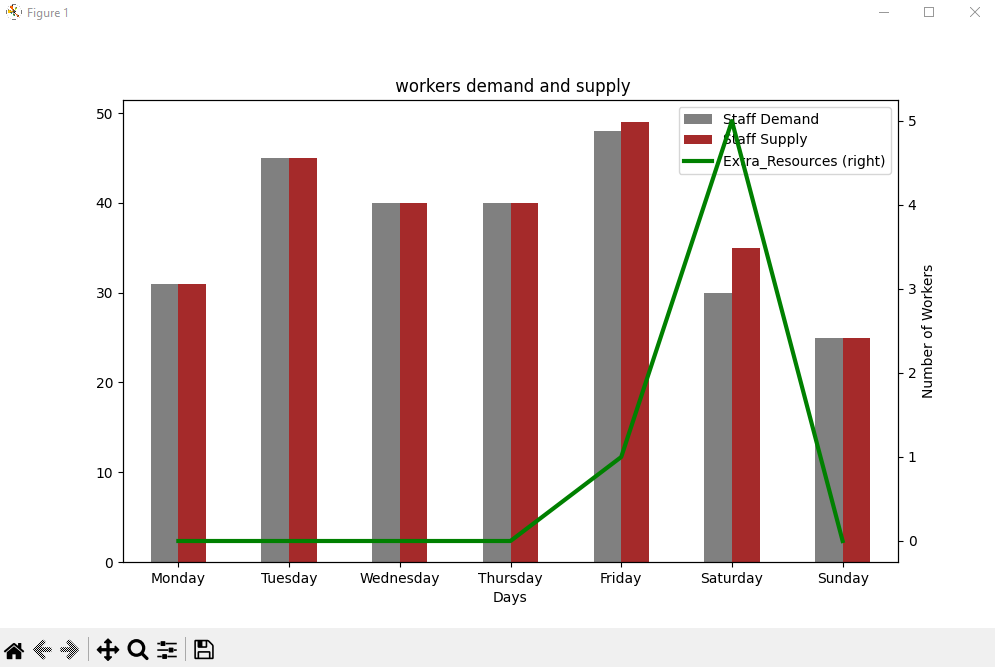 Figure 1
workers demand and supply
Staff Demand
Staff Supply
Extra_Resources (right)
50
40
30
20
10
0
5
4
3
2
1
0
Number of Workers
Monday Tuesday Wednesday Thursday Friday Saturday Sunday
Days